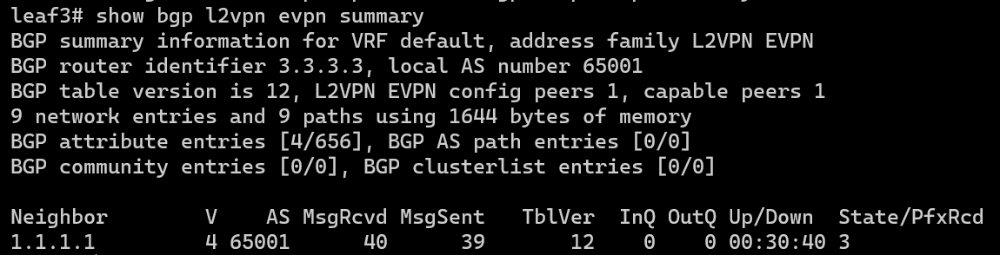 leaf3# show bgp l2vpn evpn summary
BGP summary information for VRF default, address family L2VPN EVPN
BGP router identifier 3.3.3.3, local AS number 65001
BGP table version is 12, L2VPN EVPN config peers 1, capable peers 1
9 network entries and 9 paths using 1644 bytes of memory
BGP attribute entries [4/656], BGP AS path entries [0/0]
BGP community entries [0/0], BGP clusterlist entries [0/0]

Neighbor        V    AS MsgRcvd MsgSent   TblVer  InQ OutQ Up/Down  State/PfxRcd
1.1.1.1         4 65001      40      39       12    0    0 00:30:40 3